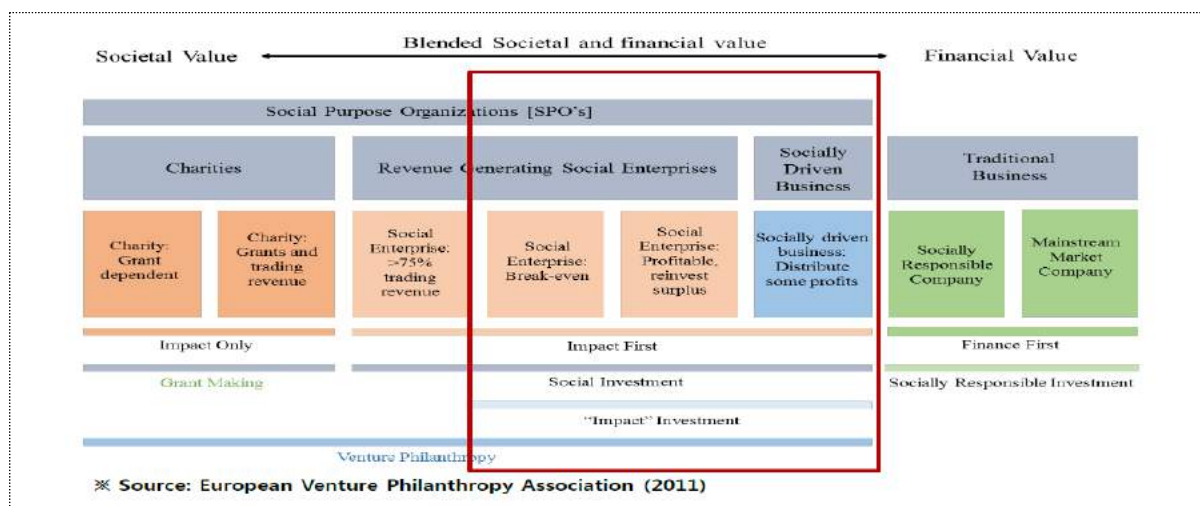 Blended Societal and financial value
Societal Value
Financial Value
Social Purpose Organizations [SPO's]
Charities
Revenue Generating Social Enterprises
Socially
Driven
Business
Traditional
Business
Charity:
Grant
dependent
Charity:
Grants and
trading
revenue
Social
Enterprise:
>75%
trading
revenue
Social
Enterprise:
Break-even
Social
Enterprise:
Profitable,
reinvest
surplus
Socially driven
business:
Distribute
some profits
Socially
Responsible
Company
Mainstream
Market
Company
Impact Only
Impact First
Finance First
Grant Making
Social Investment
Socially Responsible Investment
"Impact" Investment
Venture Philanthropy
※ Source: European Venture Philanthropy Association (2011)